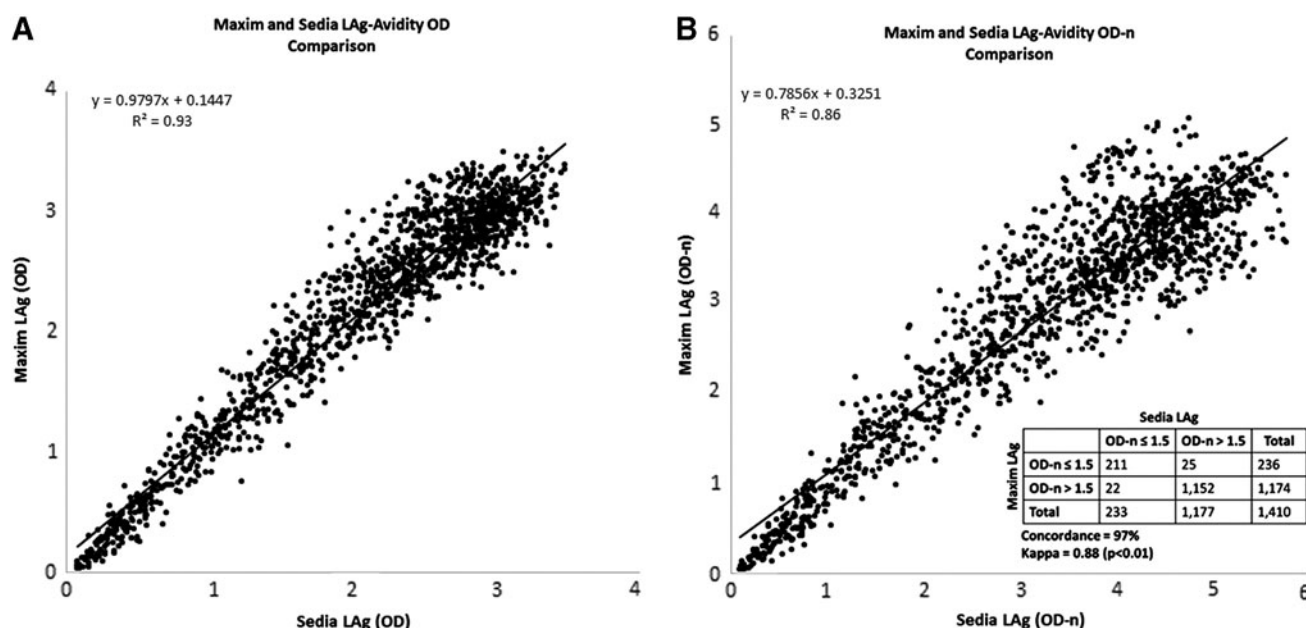 A
Maxim and Sedia LAg-Avidity OD
Comparison
y = 0.9797x + 0.1447
R² = 0.93
4
3
2
1
0
Maxim LAg (OD)
0 1 2 3 4
Sedia LAg (OD)
B
Maxim and Sedia LAg-Avidity OD-n
Comparison
y = 0.7856x + 0.3251
R² = 0.86
6
5
4
3
2
1
0
Maxim LAg (OD-n)
0 1 2 3 4 5 6
Sedia LAg (OD-n)
Sedia LAg
Maxim LAg
OD-n ≤ 1.5 OD-n > 1.5 Total
OD-n ≤ 1.5 211 25 236
OD-n > 1.5 22 1,152 1,174
Total 233 1,177 1,410
Concordance = 97%
Kappa = 0.88 (p<0.01)